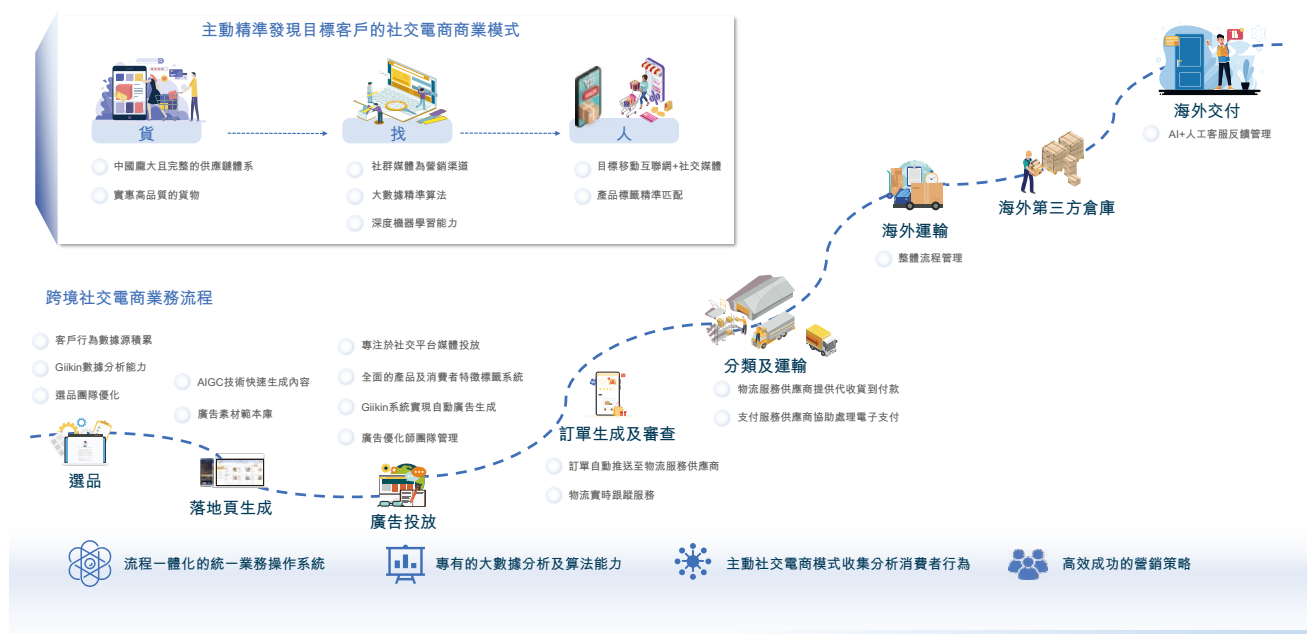 主動精準發現目標客戶的社交電商商業模式
貨
找
人
中國龐大且完整的供應鏈體系
實惠高品質的貨物
社群媒體為營銷渠道
大數據精準算法
深度機器學習能力
目標移動互聯網+社交媒體
產品標籤精準匹配
跨境社交電商業務流程
客戶行為數據源積累
Giikin數據分析能力
選品團隊優化
選品
AIGC技術快速生成內容
廣告素材範本庫
落地頁生成
專注於社交平台媒體投放
全面的產品及消費者特徵標籤系統
Giikin系統實現自動廣告生成
廣告優化師團隊管理
廣告投放
訂單生成及審查
訂單自動推送至物流服務供應商
物流實時跟蹤服務
分類及運輸
物流服務供應商提供代收貨到付款
支付服務供應商協助處理電子支付
海外運輸
整體流程管理
海外第三方倉庫
海外交付
AI+人工客服反饋管理
流程一體化的統一業務操作系統
專有的大數據分析及算法能力
主動社交電商模式收集分析消費者行為
高效成功的營銷策略